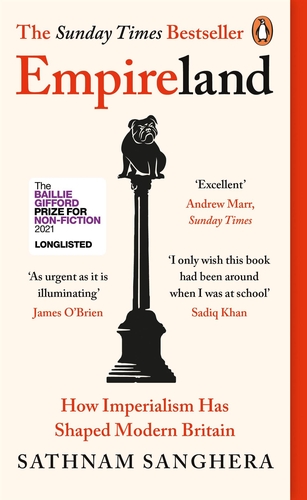 The Sunday Times Bestseller
Empireland
The
BAILLIE
GIFFORD
PRIZE FOR
NON-FICTION
2021
LONGLISTED
‘Excellent’
Andrew Marr,
Sunday Times
‘As urgent as it is
illuminating’
James O’Brien
‘I only wish this book
had been around
when I was at school’
Sadiq Khan
How Imperialism Has
Shaped Modern Britain
SATHNAM SANGHERA